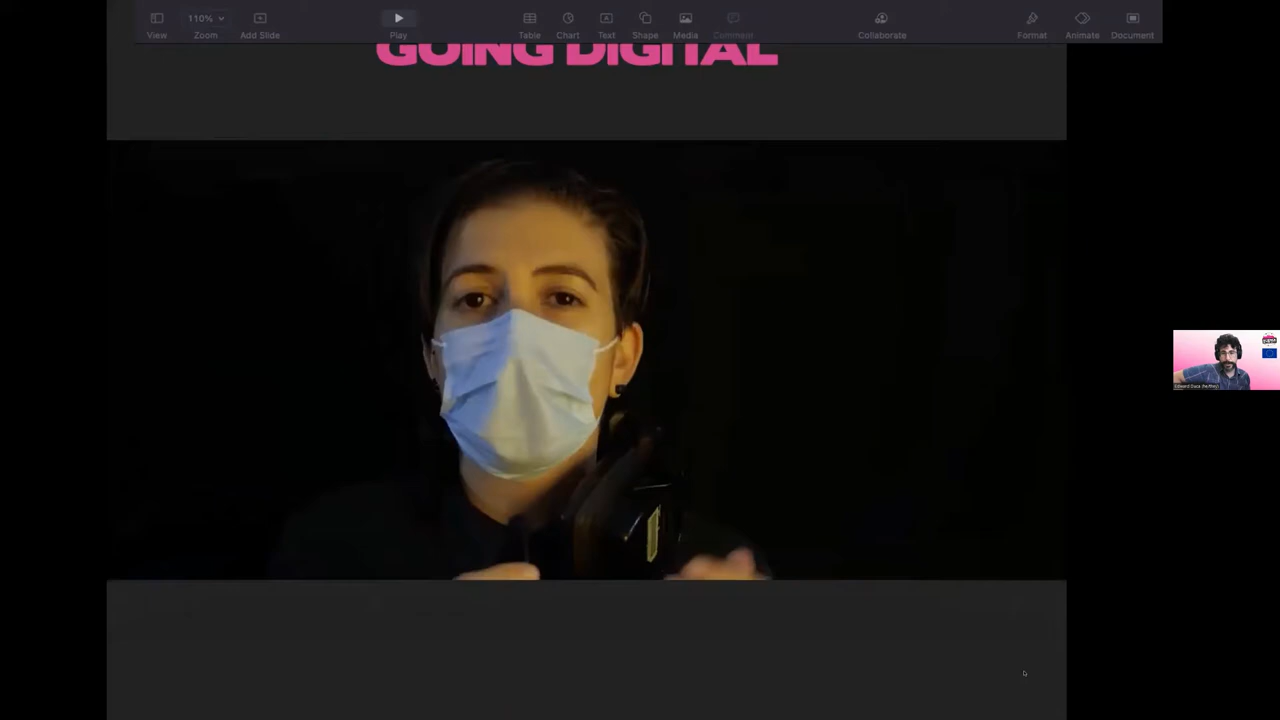 110%
View
Zoom
Add Slide
Play
Table
Chart
Text
Shape
Media
Comment
Collaborate
Format
Animate
Document
GOING DIGITAL